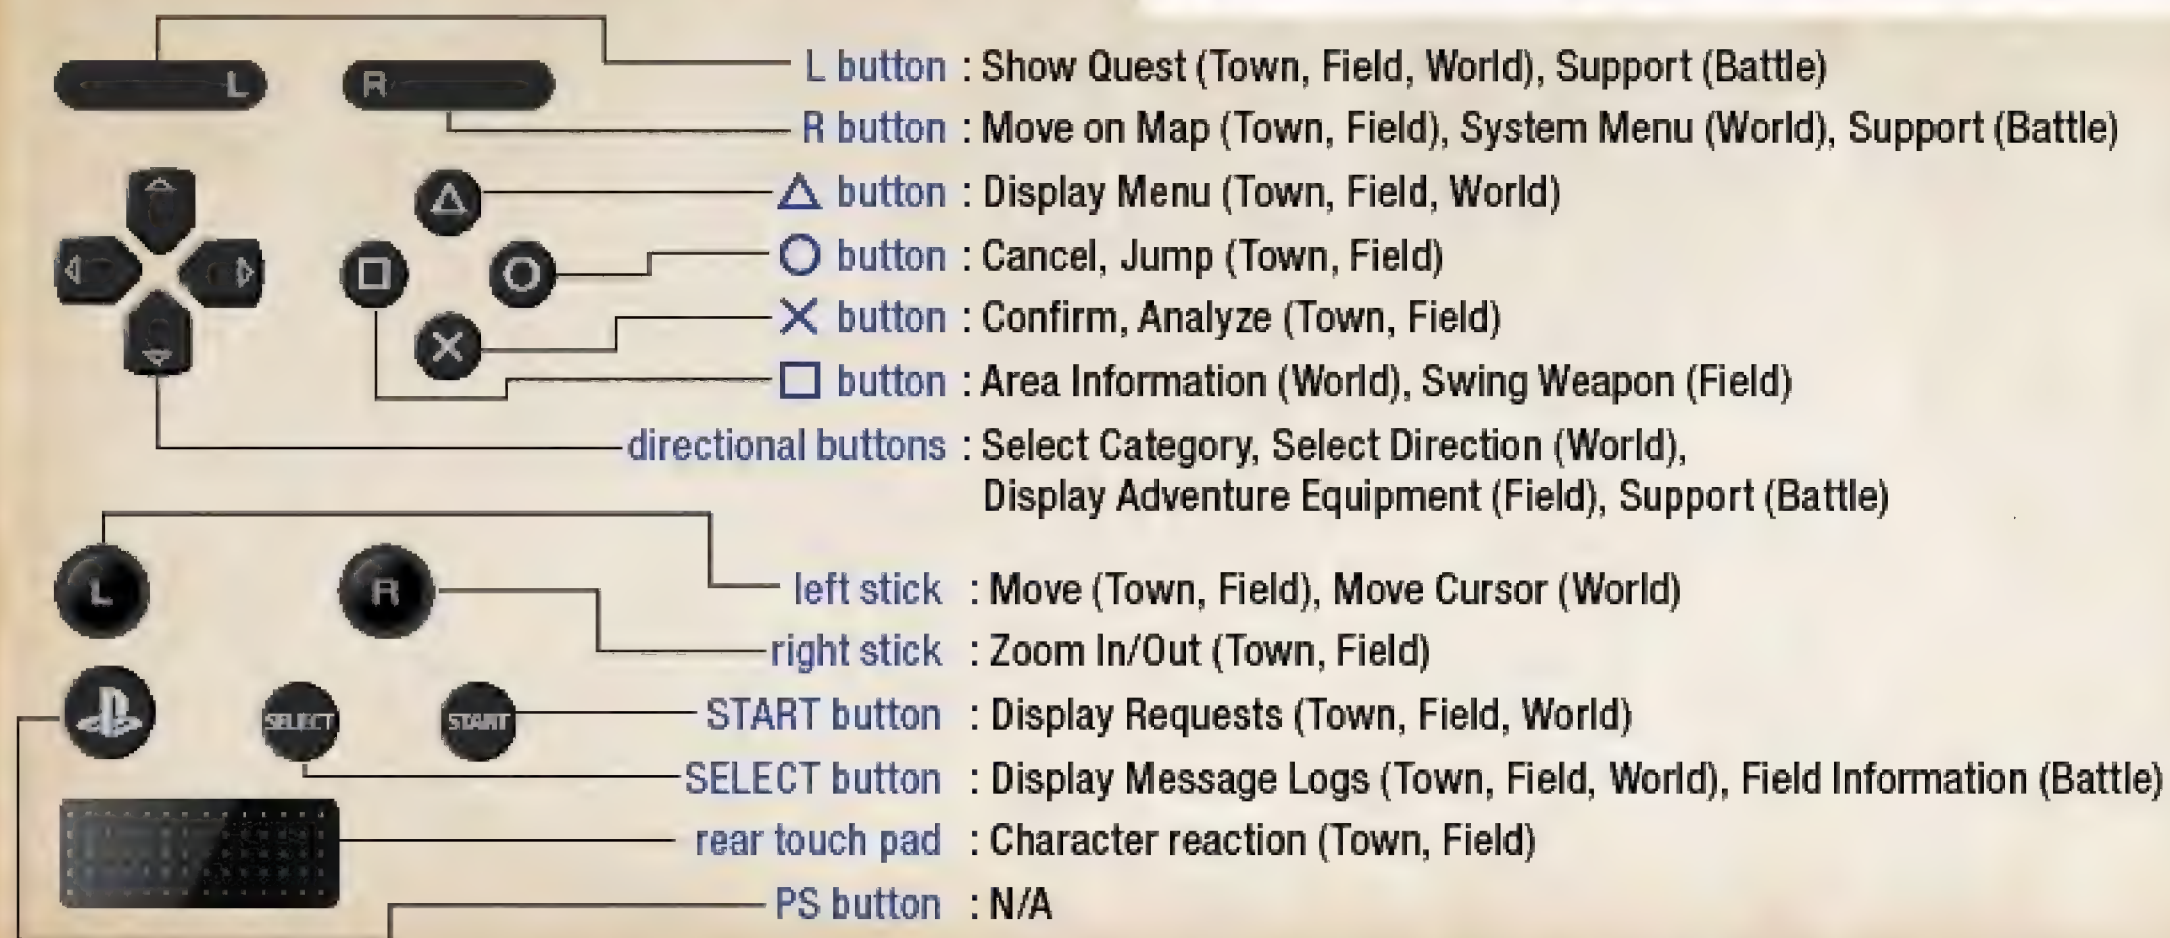 L button : Show Quest (Town, Field, World), Support (Battle)
R button : Move on Map (Town, Field), System Menu (World), Support (Battle)
△ button : Display Menu (Town, Field, World)
○ button : Cancel, Jump (Town, Field)
× button : Confirm, Analyze (Town, Field)
□ button : Area Information (World), Swing Weapon (Field)
directional buttons : Select Category, Select Direction (World),
Display Adventure Equipment (Field), Support (Battle)
left stick : Move (Town, Field), Move Cursor (World)
right stick : Zoom In/Out (Town, Field)
START button : Display Requests (Town, Field, World)
SELECT button : Display Message Logs (Town, Field, World), Field Information (Battle)
rear touch pad : Character reaction (Town, Field)
PS button : N/A
L
R
L
R
SELECT
START